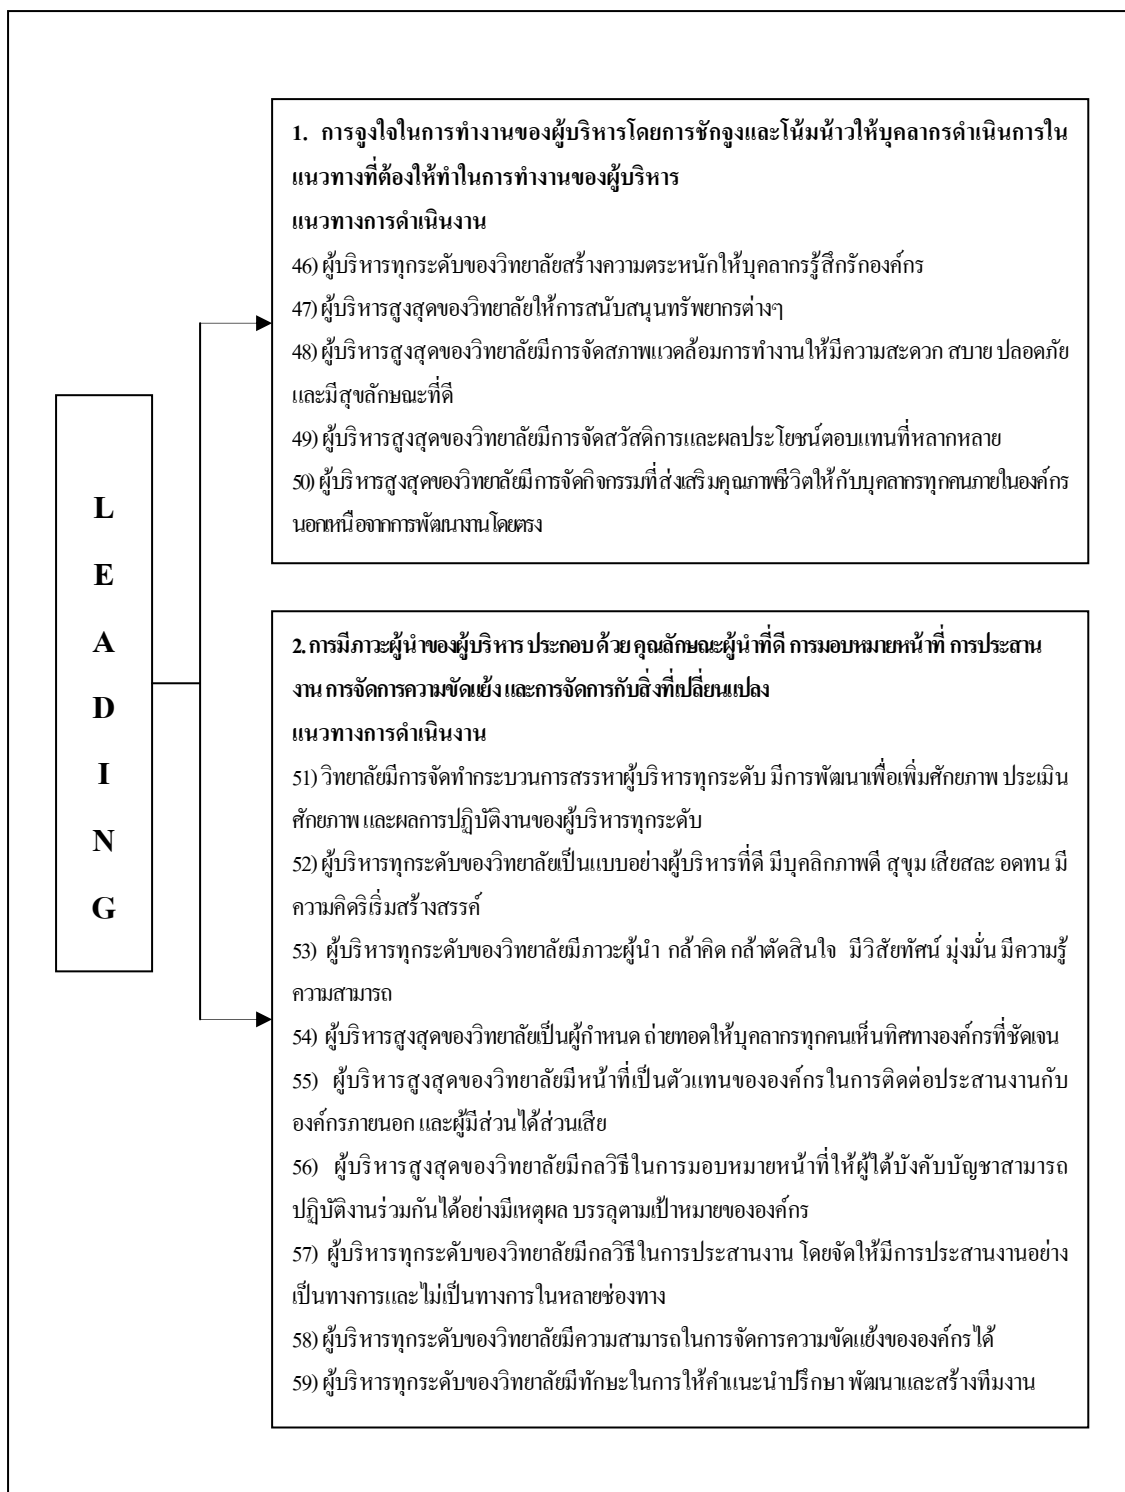 1. การจูงใจในการทำงานของผู้บริหารโดยการชักจูงและโน้มน้าวให้บุคลากรดำเนินการใน
แนวทางที่ต้องให้ทำในการทำงานของผู้บริหาร
แนวทางการดำเนินงาน
46) ผู้บริหารทุกระดับของวิทยาลัยสร้างความตระหนักให้บุคลากรรู้สึกรักองค์กร
47) ผู้บริหารสูงสุดของวิทยาลัยให้การสนับสนุนทรัพยากรต่างๆ
48) ผู้บริหารสูงสุดของวิทยาลัยมีการจัดสภาพแวดล้อมการทำงานให้มีความสะดวก สบาย ปลอดภัย
และมีสุขลักษณะที่ดี
49) ผู้บริหารสูงสุดของวิทยาลัยมีการจัดสวัสดิการและผลประโยชน์ตอบแทนที่หลากหลาย
50) ผู้บริหารสูงสุดของวิทยาลัยมีการจัดกิจกรรมที่ส่งเสริมคุณภาพชีวิตให้กับบุคลากรทุกคนภายในองค์กร
นอกเหนือจากการพัฒนางานโดยตรง
L
E
A
D
I
N
G
2. การมีภาวะผู้นำของผู้บริหาร ประกอบ ด้วย คุณลักษณะผู้นำที่ดี การมอบหมายหน้าที่ การประสาน
งาน การจัดการความขัดแย้ง และการจัดการกับสิ่งที่เปลี่ยนแปลง
แนวทางการดำเนินงาน
51) วิทยาลัยมีการจัดทำกระบวนการสรรหาผู้บริหารทุกระดับ มีการพัฒนาเพื่อเพิ่มศักยภาพ ประเมิน
ศักยภาพ และผลการปฏิบัติงานของผู้บริหารทุกระดับ
52) ผู้บริหารทุกระดับของวิทยาลัยเป็นแบบอย่างผู้บริหารที่ดี มีบุคลิกภาพดี สุขุม เสียสละ อดทน มี
ความคิดริเริ่มสร้างสรรค์
53) ผู้บริหารทุกระดับของวิทยาลัยมีภาวะผู้นำ กล้าคิด กล้าตัดสินใจ มีวิสัยทัศน์ มุ่งมั่น มีความรู้
ความสามารถ
54) ผู้บริหารสูงสุดของวิทยาลัยเป็นผู้กำหนด ถ่ายทอดให้บุคลากรทุกคนเห็นทิศทางองค์กรที่ชัดเจน
55) ผู้บริหารสูงสุดของวิทยาลัยมีหน้าที่เป็นตัวแทนขององค์กรในการติดต่อประสานงานกับ
องค์กรภายนอก และผู้มีส่วนได้ส่วนเสีย
56) ผู้บริหารสูงสุดของวิทยาลัยมีกลวิธีในการมอบหมายหน้าที่ให้ผู้ใต้บังคับบัญชาสามารถ
ปฏิบัติงานร่วมกันได้อย่างมีเหตุผล บรรลุตามเป้าหมายขององค์กร
57) ผู้บริหารทุกระดับของวิทยาลัยมีกลวิธีในการประสานงาน โดยจัดให้มีการประสานงานอย่าง
เป็นทางการและไม่เป็นทางการในหลายช่องทาง
58) ผู้บริหารทุกระดับของวิทยาลัยมีความสามารถในการจัดการความขัดแย้งขององค์กรได้
59) ผู้บริหารทุกระดับของวิทยาลัยมีทักษะในการให้คำแนะนำปรึกษา พัฒนาและสร้างทีมงาน